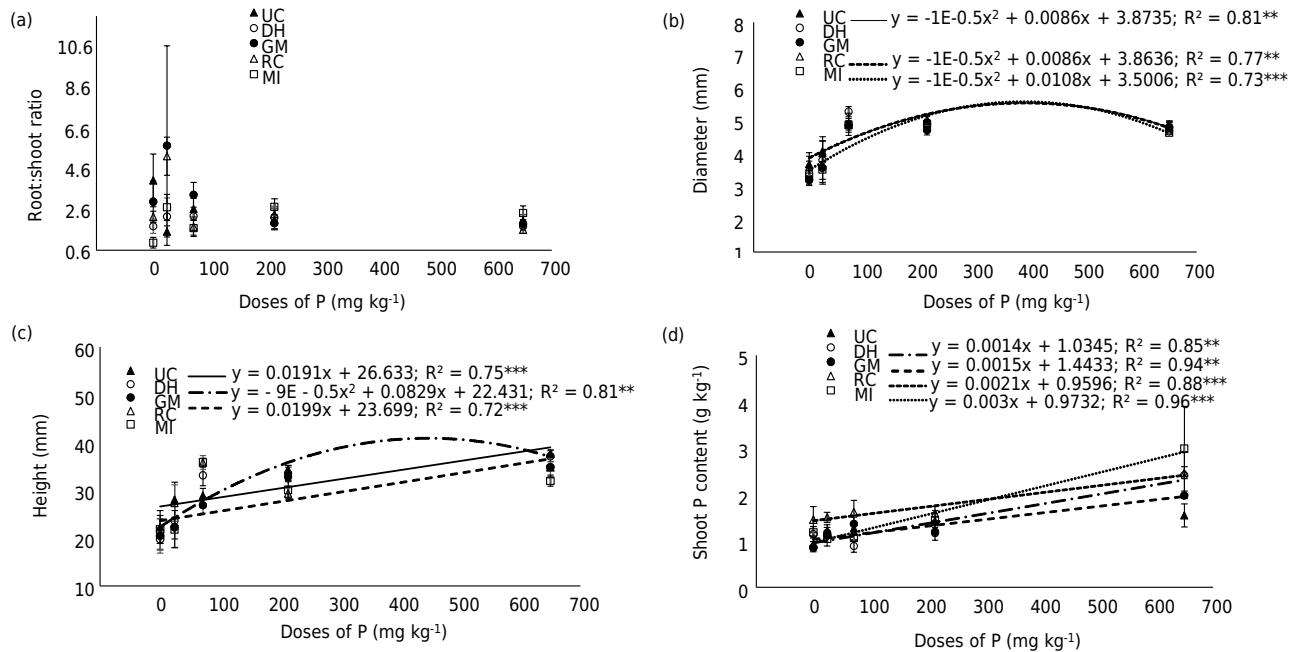 (a)
UC
DH
GM
RC
MI
10.6
8.6
6.6
4.6
2.6
0.6
Root:shoot ratio
0 100 200 300 400 500 600 700
Doses of P (mg kg-1)
(b)
UC y = -1E-0.5x2 + 0.0086x + 3.8735; R2 = 0.81**
DH
GM
RC y = -1E-0.5x2 + 0.0086x + 3.8636; R2 = 0.77**
MI y = -1E-0.5x2 + 0.0108x + 3.5006; R2 = 0.73***
8
7
6
5
4
3
2
1
Diameter (mm)
0 100 200 300 400 500 600 700
Doses of P (mg kg-1)
(c)
UC y = 0.0191x + 26.633; R2 = 0.75***
DH y = - 9E - 0.5x2 + 0.0829x + 22.431; R2 = 0.81**
GM y = 0.0199x + 23.699; R2 = 0.72***
RC
MI
60
50
40
30
20
10
Height (mm)
0 100 200 300 400 500 600 700
Doses of P (mg kg-1)
(d)
UC y = 0.0014x + 1.0345; R2 = 0.85**
DH y = 0.0015x + 1.4433; R2 = 0.94**
GM y = 0.0021x + 0.9596; R2 = 0.88***
RC y = 0.003x + 0.9732; R2 = 0.96***
MI
5
4
3
2
1
0
Shoot P content (g kg-1)
0 100 200 300 400 500 600 700
Doses of P (mg kg-1)